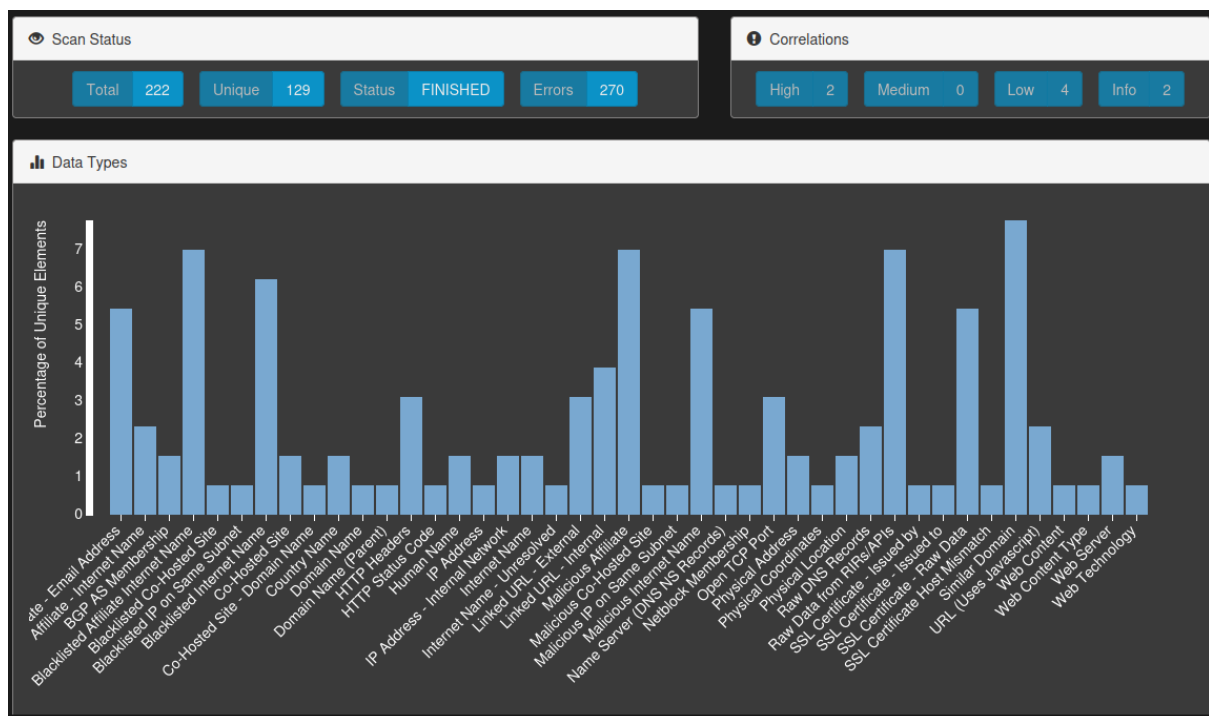 Scan Status
Total 222 Unique 129 Status FINISHED Errors 270
Correlations
High 2 Medium 0 Low 4 Info 2
Data Types
Percentage of Unique Elements
7
6
5
4
3
2
1
0
ate - Email Address
Affiliate - Internet Name
BGP AS Membership
Blacklisted Affiliate Internet Name
Blacklisted Co-Hosted Site
Blacklisted IP on Same Subnet
Blacklisted Internet Name
Co-Hosted Site
Co-Hosted Site - Domain Name
Country Name
Domain Name
Domain Name (Parent)
HTTP Headers
HTTP Status Code
Human Name
IP Address
IP Address - Internal Network
Internet Name
Internet Name - Unresolved
Linked URL - External
Linked URL - Internal
Malicious Affiliate
Malicious Co-Hosted Site
Malicious IP on Same Subnet
Malicious Internet Name
Name Server (DNS NS Records)
Netblock Membership
Open TCP Port
Physical Address
Physical Coordinates
Physical Location
Raw DNS Records
Raw Data from RIRs/APIs
SSL Certificate - Issued by
SSL Certificate - Issued to
SSL Certificate - Raw Data
SSL Certificate Host Mismatch
Similar Domain
URL (Uses Javascript)
Web Content
Web Content Type
Web Server
Web Technology